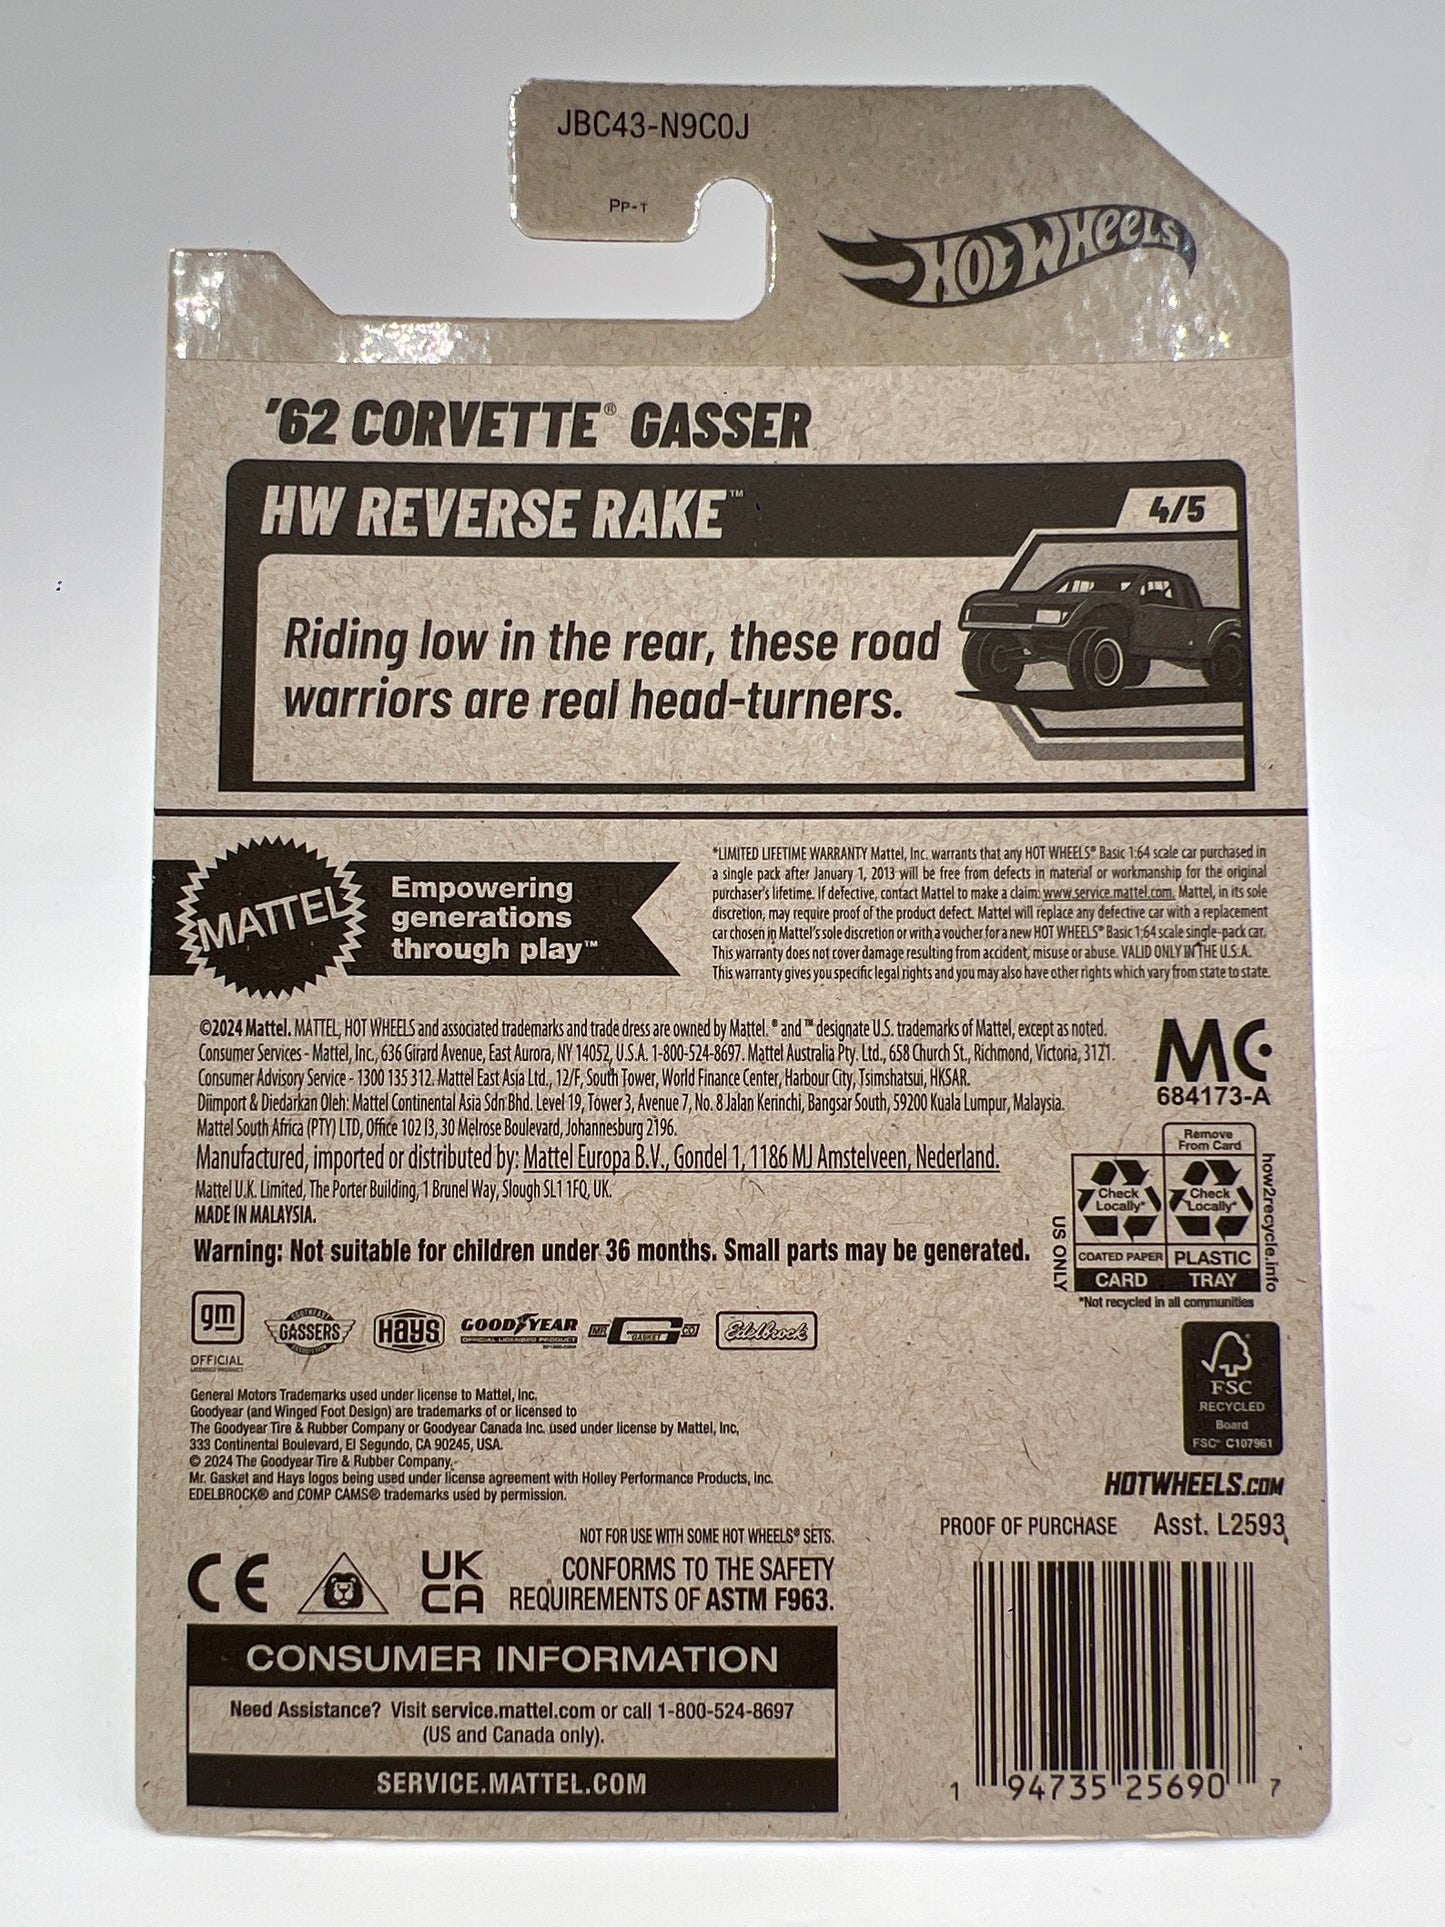 JBC43-N9C0J
PP-T
HOT WHEELS
'62 CORVETTE® GASSER
HW REVERSE RAKE™
4/5
Riding low in the rear, these road
warriors are real head-turners.
MATTEL
Empowering
generations
through play™
*LIMITED LIFETIME WARRANTY Mattel, Inc. warrants that any HOT WHEELS® Basic 1:64 scale car purchased in
a single pack after January 1, 2013 will be free from defects in material or workmanship for the original
purchaser's lifetime. If defective, contact Mattel to make a claim: www.service.mattel.com. Mattel, in its sole
discretion, may require proof of the product defect. Mattel will replace any defective car with a replacement
car chosen in Mattel's sole discretion or with a voucher for a new HOT WHEELS® Basic 1:64 scale single-pack car.
This warranty does not cover damage resulting from accident, misuse or abuse. VALID ONLY IN THE U.S.A.
This warranty gives you specific legal rights and you may also have other rights which vary from state to state.
©2024 Mattel. MATTEL, HOT WHEELS and associated trademarks and trade dress are owned by Mattel. ® and ™ designate U.S. trademarks of Mattel, except as noted.
Consumer Services - Mattel, Inc., 636 Girard Avenue, East Aurora, NY 14052, U.S.A. 1-800-524-8697. Mattel Australia Pty. Ltd., 658 Church St., Richmond, Victoria, 3121.
Consumer Advisory Service - 1300 135 312. Mattel East Asia Ltd., 12/F, South Tower, World Finance Center, Harbour City, Tsimshatsui, HKSAR.
Diimport & Diedarkan Oleh: Mattel Continental Asia Sdn Bhd. Level 19, Tower 3, Avenue 7, No. 8 Jalan Kerinchi, Bangsar South, 59200 Kuala Lumpur, Malaysia.
Mattel South Africa (PTY) LTD, Office 102 I3, 30 Melrose Boulevard, Johannesburg 2196.
Manufactured, imported or distributed by: Mattel Europa B.V., Gondel 1, 1186 MJ Amstelveen, Nederland.
Mattel U.K. Limited, The Porter Building, 1 Brunel Way, Slough SL1 1FQ, UK.
MADE IN MALAYSIA.
Warning: Not suitable for children under 36 months. Small parts may be generated.
MC
684173-A
Remove
From Card
Check
Locally*
Check
Locally*
COATED PAPER
PLASTIC
CARD
TRAY
US ONLY
how2recycle.info
*Not recycled in all communities
gm
OFFICIAL
LICENSED PRODUCT
SOUTHEAST
GASSERS
ASSOCIATION
Hays
GOODYEAR
OFFICIAL LICENSED PRODUCT
MR. GASKET CO
Edelbrock
FSC
RECYCLED
Board
FSC™ C107961
General Motors Trademarks used under license to Mattel, Inc.
Goodyear (and Winged Foot Design) are trademarks of or licensed to
The Goodyear Tire & Rubber Company or Goodyear Canada Inc. used under license by Mattel, Inc,
333 Continental Boulevard, El Segundo, CA 90245, USA.
© 2024 The Goodyear Tire & Rubber Company.
Mr. Gasket and Hays logos being used under license agreement with Holley Performance Products, Inc.
EDELBROCK® and COMP CAMS® trademarks used by permission.
HOTWHEELS.COM
PROOF OF PURCHASE Asst. L2593
NOT FOR USE WITH SOME HOT WHEELS® SETS.
CE
UK
CA
CONFORMS TO THE SAFETY
REQUIREMENTS OF ASTM F963.
CONSUMER INFORMATION
Need Assistance? Visit service.mattel.com or call 1-800-524-8697
(US and Canada only).
SERVICE.MATTEL.COM
1 94735 25690 7